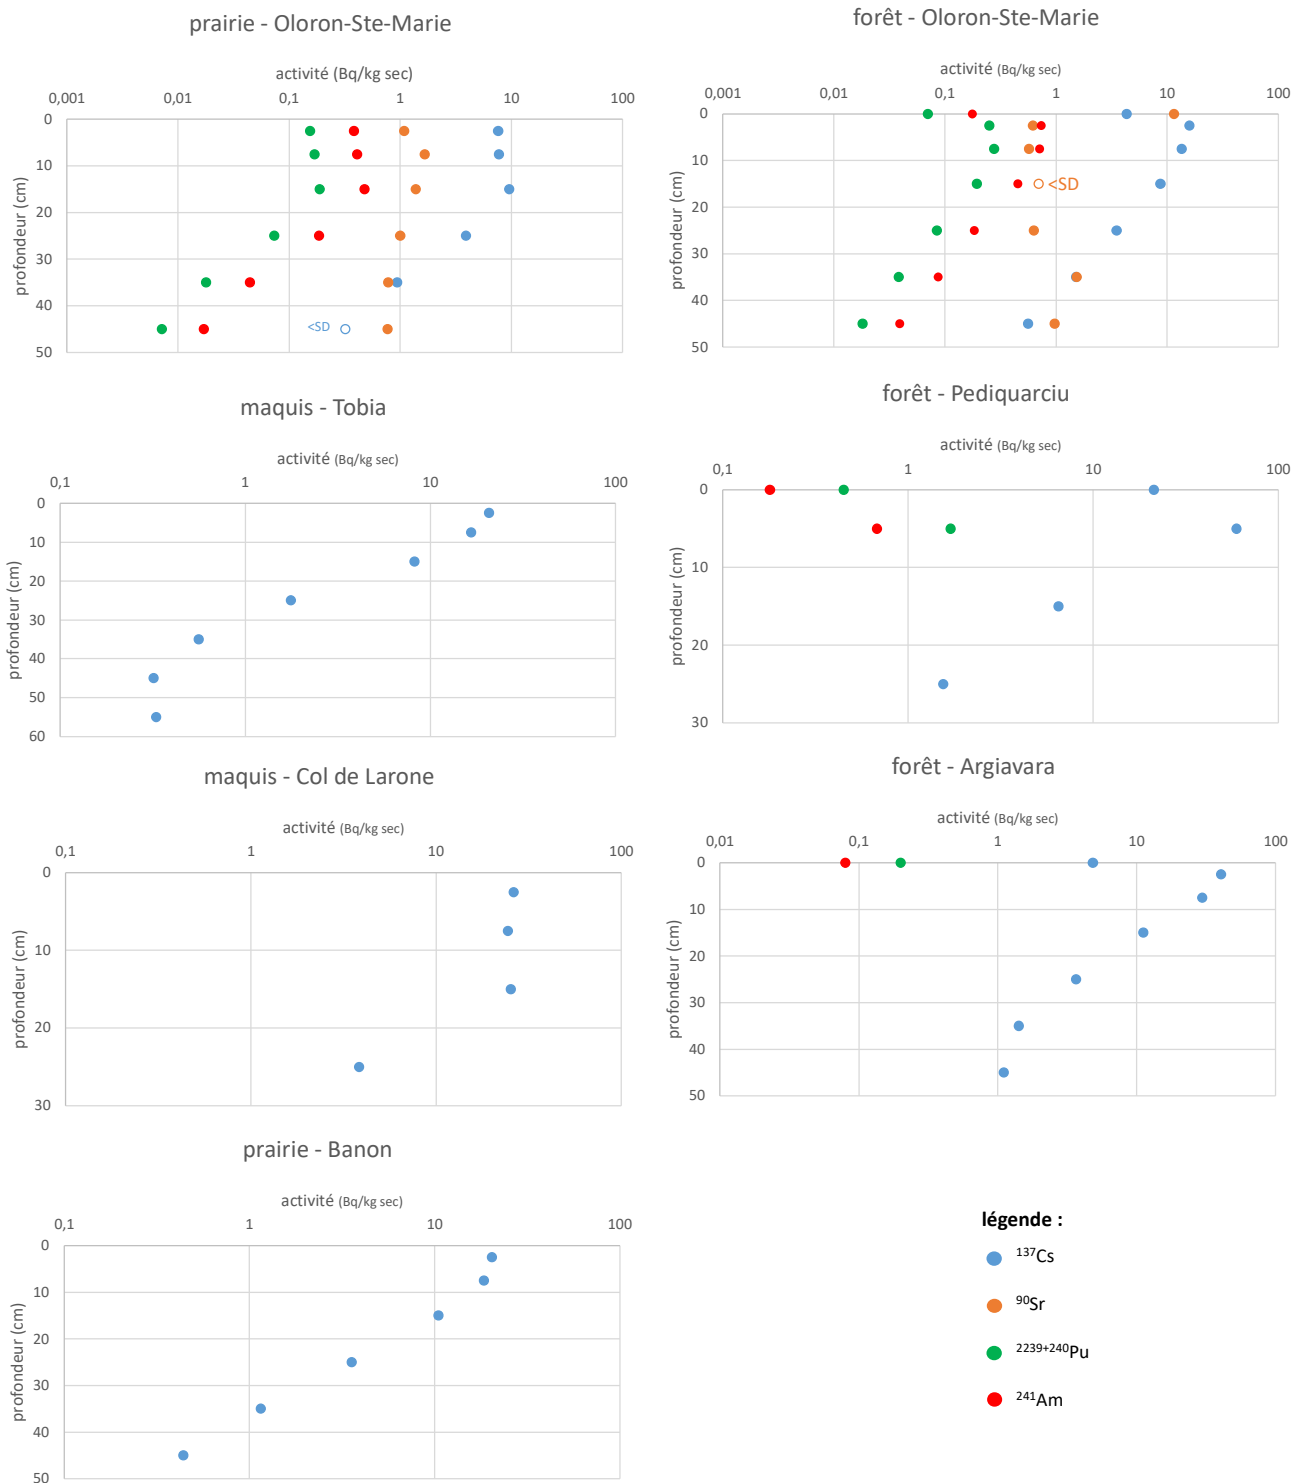 prairie - Oloron-Ste-Marie
activité (Bq/kg sec)
0,001 0,01 0,1 1 10 100
0
10
20
30
40
50
profondeur (cm)
<SD
forêt - Oloron-Ste-Marie
activité (Bq/kg sec)
0,001 0,01 0,1 1 10 100
0
10
20
30
40
50
profondeur (cm)
<SD
maquis - Tobia
activité (Bq/kg sec)
0,1 1 10 100
0
10
20
30
40
50
60
profondeur (cm)
forêt - Pediquarciu
activité (Bq/kg sec)
0,1 1 10 100
0
10
20
30
profondeur (cm)
maquis - Col de Larone
activité (Bq/kg sec)
0,1 1 10 100
0
10
20
30
profondeur (cm)
forêt - Argiavara
activité (Bq/kg sec)
0,01 0,1 1 10 100
0
10
20
30
40
50
profondeur (cm)
prairie - Banon
activité (Bq/kg sec)
0,1 1 10 100
0
10
20
30
40
50
profondeur (cm)
légende :
137Cs
90Sr
2239+240Pu
241Am